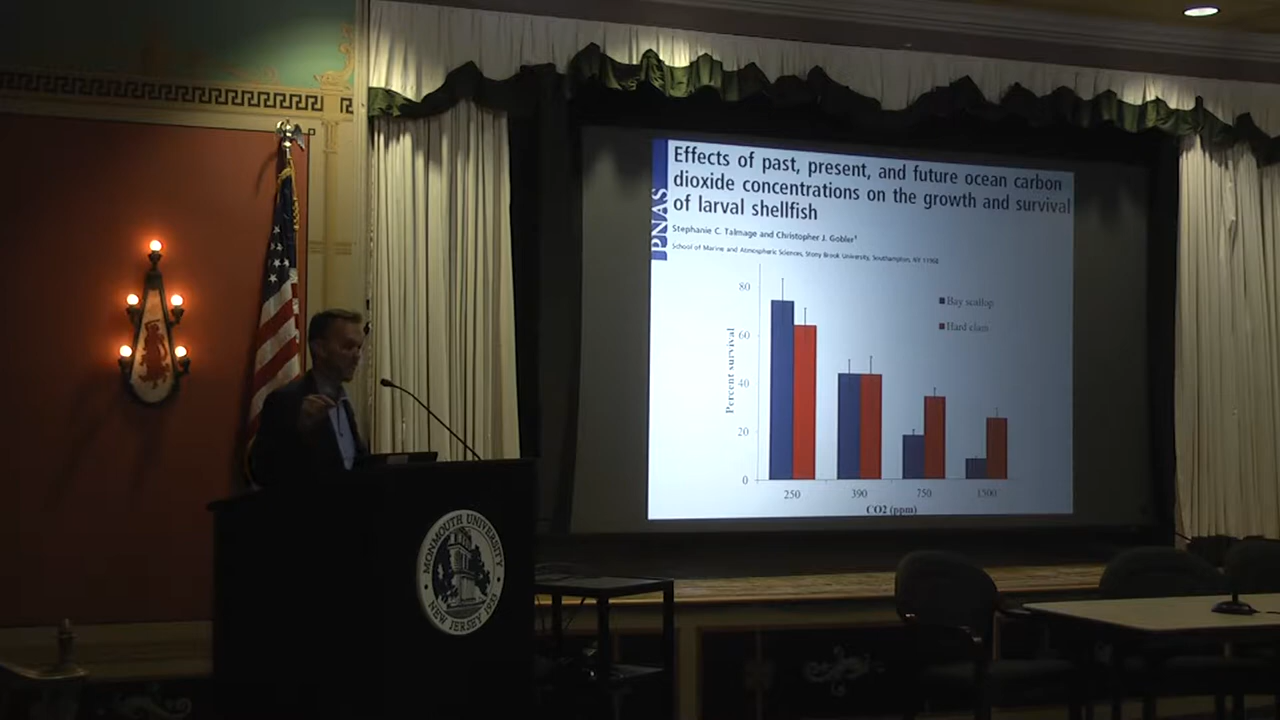 PNAS
Effects of past, present, and future ocean carbon
dioxide concentrations on the growth and survival
of larval shellfish
Stephanie C. Talmage and Christopher J. Gobler¹
School of Marine and Atmospheric Sciences, Stony Brook University, Southampton, NY 11968
80
60
40
20
0
Percent survival
Bay scallop
Hard clam
250 390 750 1500
CO2 (ppm)
MONMOUTH UNIVERSITY
NEW JERSEY 1933